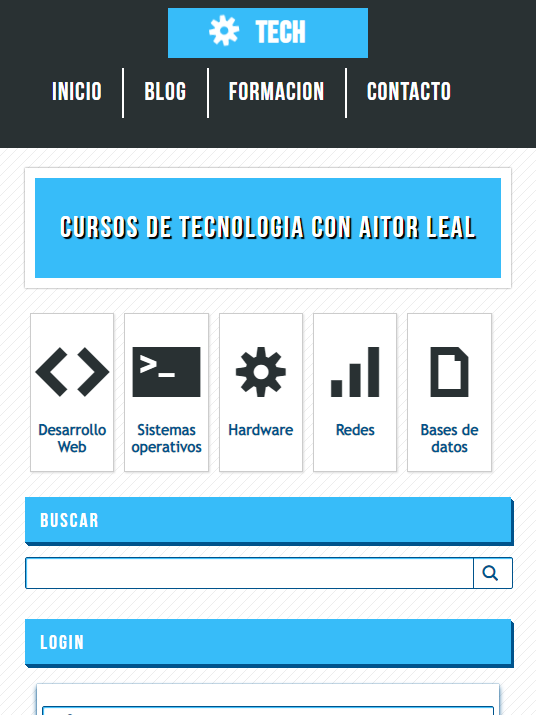 TECH
INICIO
BLOG
FORMACION
CONTACTO
CURSOS DE TECNOLOGIA CON AITOR LEAL
Desarrollo
Web
Sistemas
operativos
Hardware
Redes
Bases de
datos
BUSCAR
LOGIN